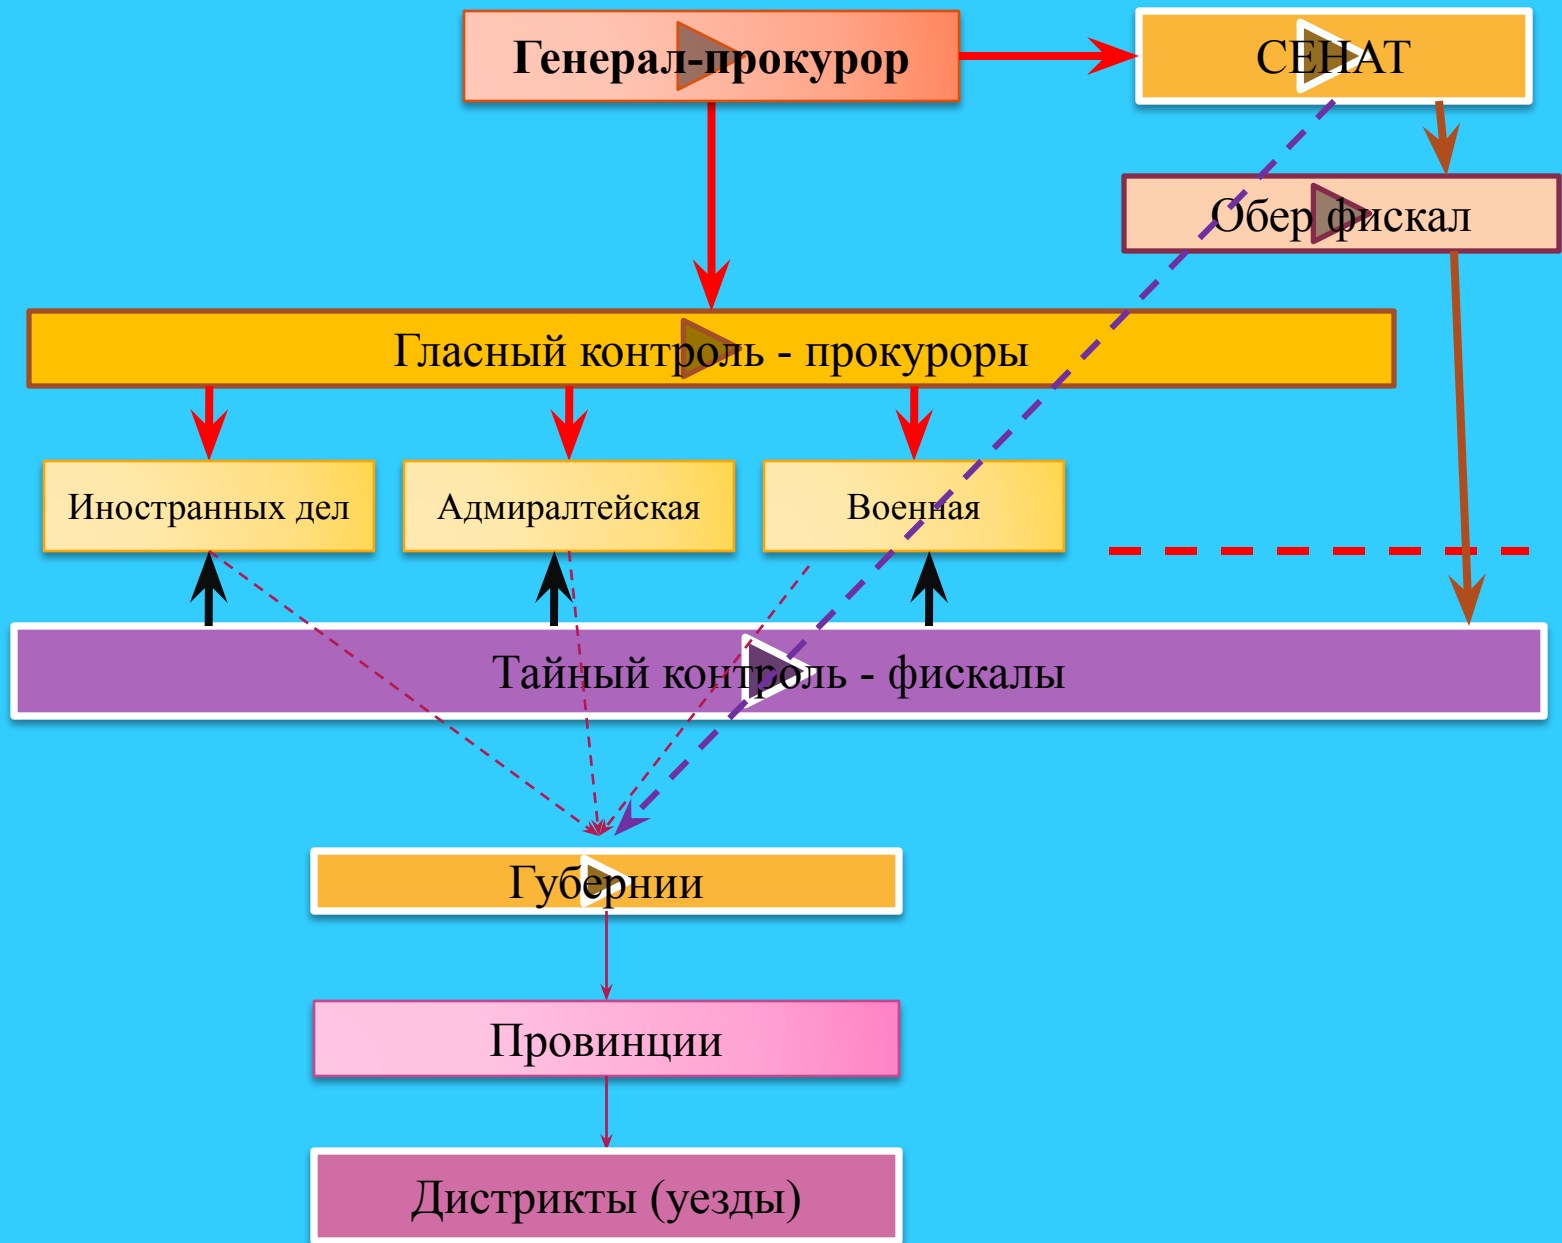 Генерал-прокурор
СЕНАТ
Обер фискал
Гласный контроль - прокуроры
Иностранных дел
Адмиралтейская
Военная
Тайный контроль - фискалы
Губернии
Провинции
Дистрикты (уезды)